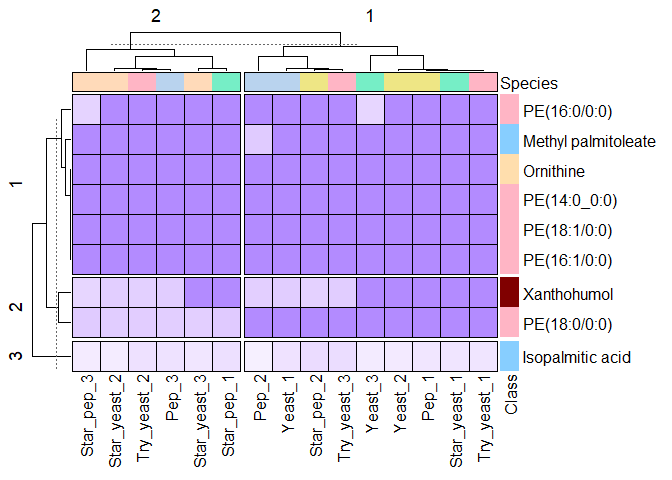 2 1
Species
1
PE(16:0/0:0)
Methyl palmitoleate
Ornithine
PE(14:0_0:0)
PE(18:1/0:0)
PE(16:1/0:0)
2
Xanthohumol
PE(18:0/0:0)
3
Isopalmitic acid
Star_pep_3
Star_yeast_2
Try_yeast_2
Pep_3
Star_yeast_3
Star_pep_1
Pep_2
Yeast_1
Star_pep_2
Try_yeast_3
Yeast_3
Yeast_2
Pep_1
Star_yeast_1
Try_yeast_1
Class